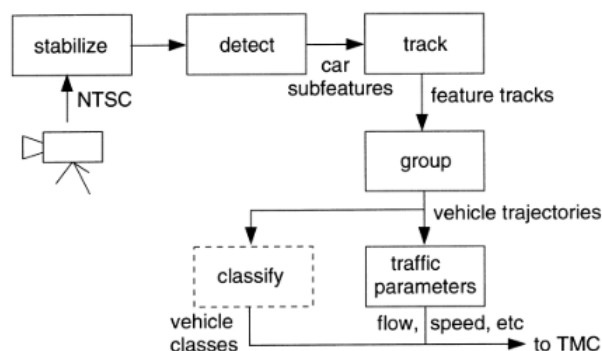 stabilize
detect
track
NTSC
car
subfeatures
feature tracks
group
vehicle trajectories
classify
traffic
parameters
vehicle
classes
flow, speed, etc
to TMC